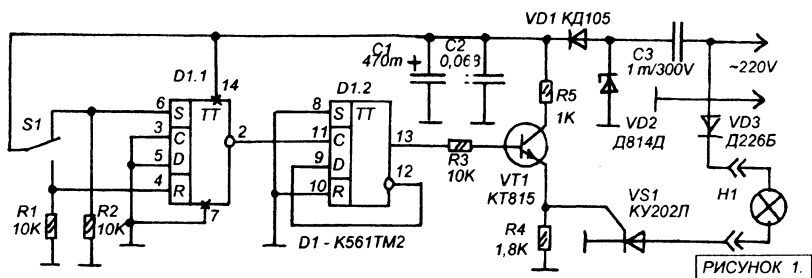 VD1 КД105
C1
470m +
C2
0,068
C3
1m/300V
~220V
D1.1
14
D1.2
S1
6 S TT
3 C
5 D
4 R
2
7
8 S TT
11 C
9 D
10 R
13
12
R5
1K
VD2
Д814Д
VD3
Д226Б
R3
10K
VT1
КТ815
VS1
КУ202Л
H1
R1
10K
R2
10K
R4
1,8K
D1 - К561ТМ2
РИСУНОК 1.